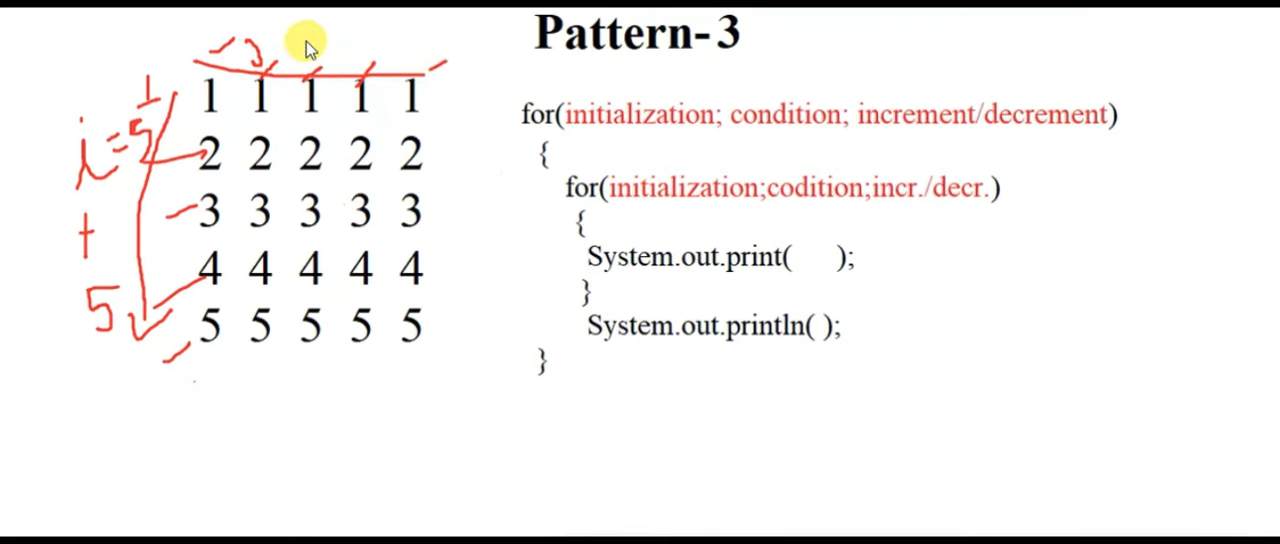 Pattern-3
1 1 1 1 1
2 2 2 2 2
3 3 3 3 3
4 4 4 4 4
5 5 5 5 5
i=
1
5
for(initialization; condition; increment/decrement)
{
for(initialization;codition;incr./decr.)
{
System.out.print( );
}
System.out.println( );
}